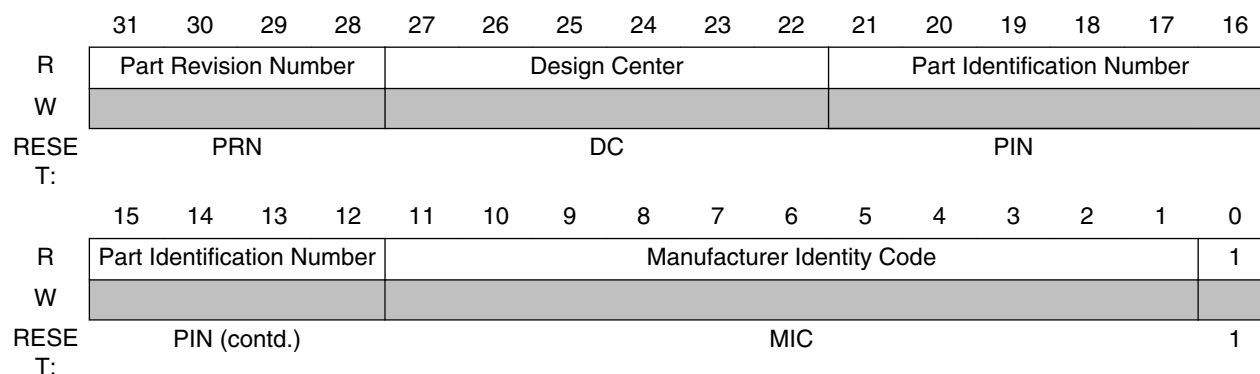 31 30 29 28 27 26 25 24 23 22 21 20 19 18 17 16
R Part Revision Number Design Center Part Identification Number
W
RESE PRN DC PIN
T:
15 14 13 12 11 10 9 8 7 6 5 4 3 2 1 0
R Part Identification Number Manufacturer Identity Code 1
W
RESE PIN (contd.) MIC 1
T: